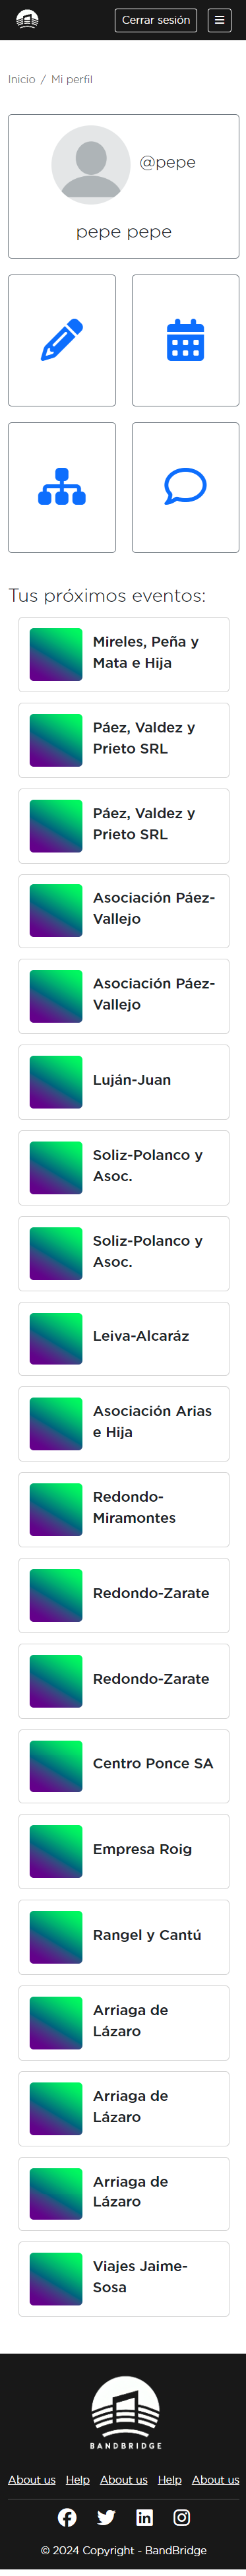 Cerrar sesión
Inicio / Mi perfil
@pepe
pepe pepe
Tus próximos eventos:
Mireles, Peña y
Mata e Hija
Páez, Valdez y
Prieto SRL
Páez, Valdez y
Prieto SRL
Asociación Páez-
Vallejo
Asociación Páez-
Vallejo
Luján-Juan
Soliz-Polanco y
Asoc.
Soliz-Polanco y
Asoc.
Leiva-Alcaráz
Asociación Arias
e Hija
Redondo-
Miramontes
Redondo-Zarate
Redondo-Zarate
Centro Ponce SA
Empresa Roig
Rangel y Cantú
Arriaga de
Lázaro
Arriaga de
Lázaro
Arriaga de
Lázaro
Viajes Jaime-
Sosa
BANDBRIDGE
About us Help About us Help About us
© 2024 Copyright - BandBridge